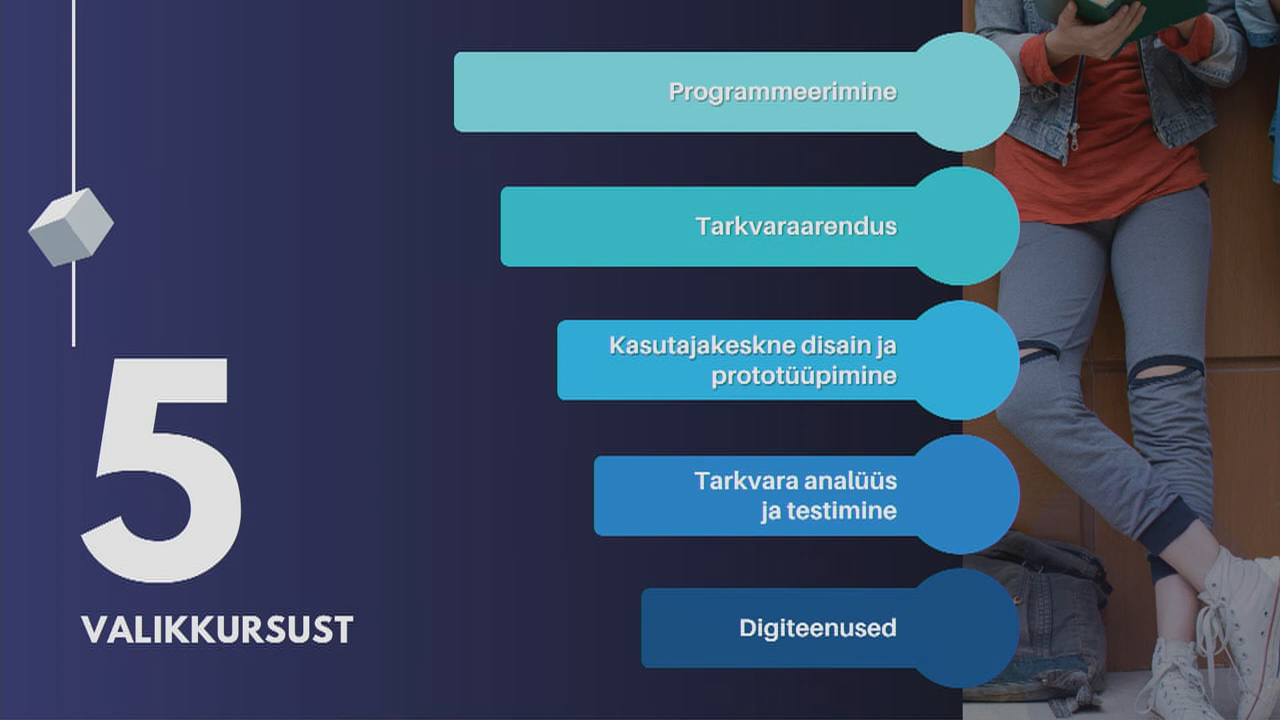 5
VALIKKURSUST
Programmeerimine
Tarkvaraarendus
Kasutajakeskne disain ja
prototüüpimine
Tarkvara analüüs
ja testimine
Digiteenused